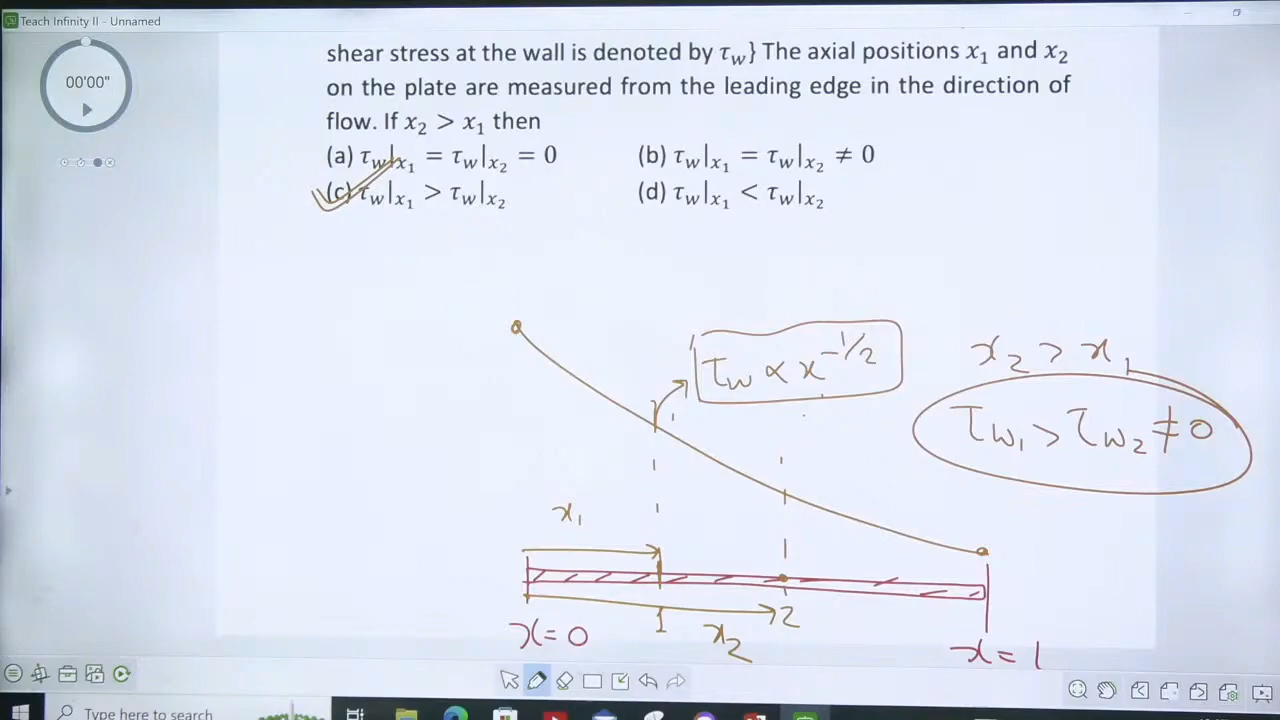 Teach Infinity II - Unnamed
00'00"
shear stress at the wall is denoted by τw} The axial positions x1 and x2
on the plate are measured from the leading edge in the direction of
flow. If x2 > x1 then
(a) τw|x1 = τw|x2 = 0
(b) τw|x1 = τw|x2 ≠ 0
(c) τw|x1 > τw|x2
(d) τw|x1 < τw|x2
τw ∝ x^-1/2
x2 > x1
τw1 > τw2 ≠ 0
x1
1
x2
2
x=0
x=1
Type here to search